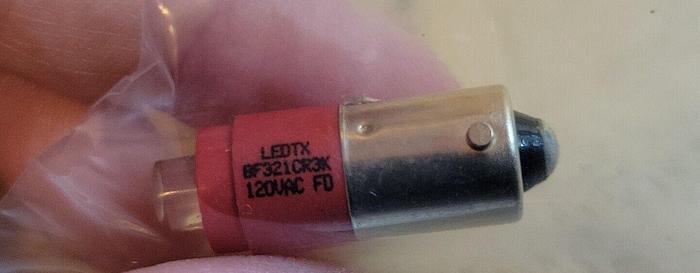 LEDTX
BF321CR3K
120VAC FD